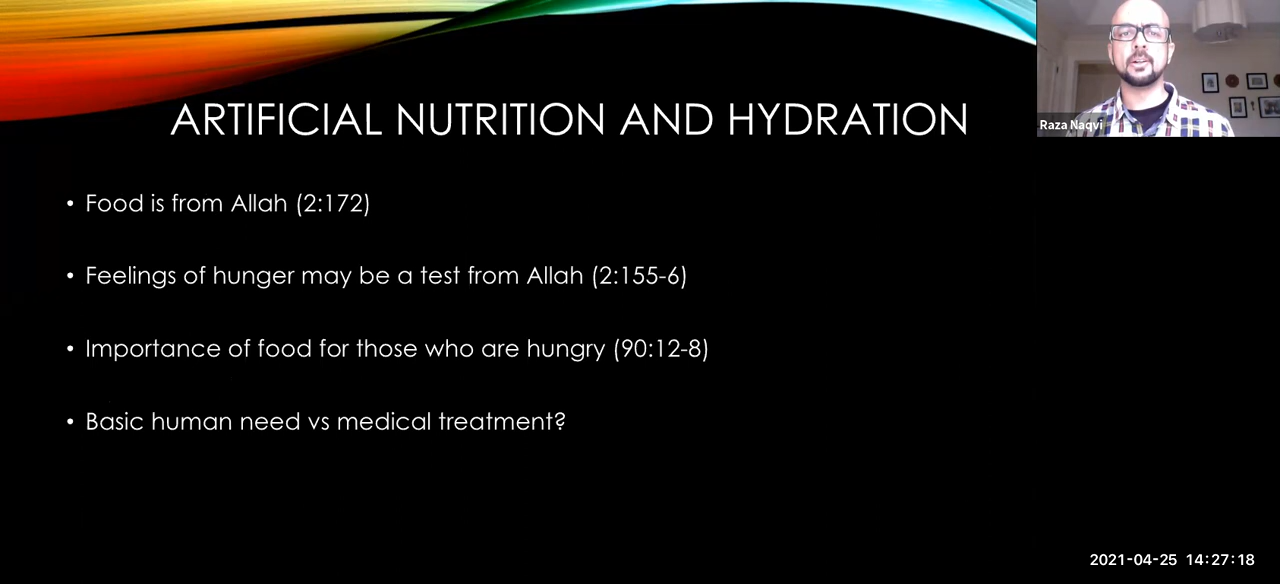 ARTIFICIAL NUTRITION AND HYDRATION
Raza Naqvi
• Food is from Allah (2:172)
• Feelings of hunger may be a test from Allah (2:155-6)
• Importance of food for those who are hungry (90:12-8)
• Basic human need vs medical treatment?
2021-04-25 14:27:18